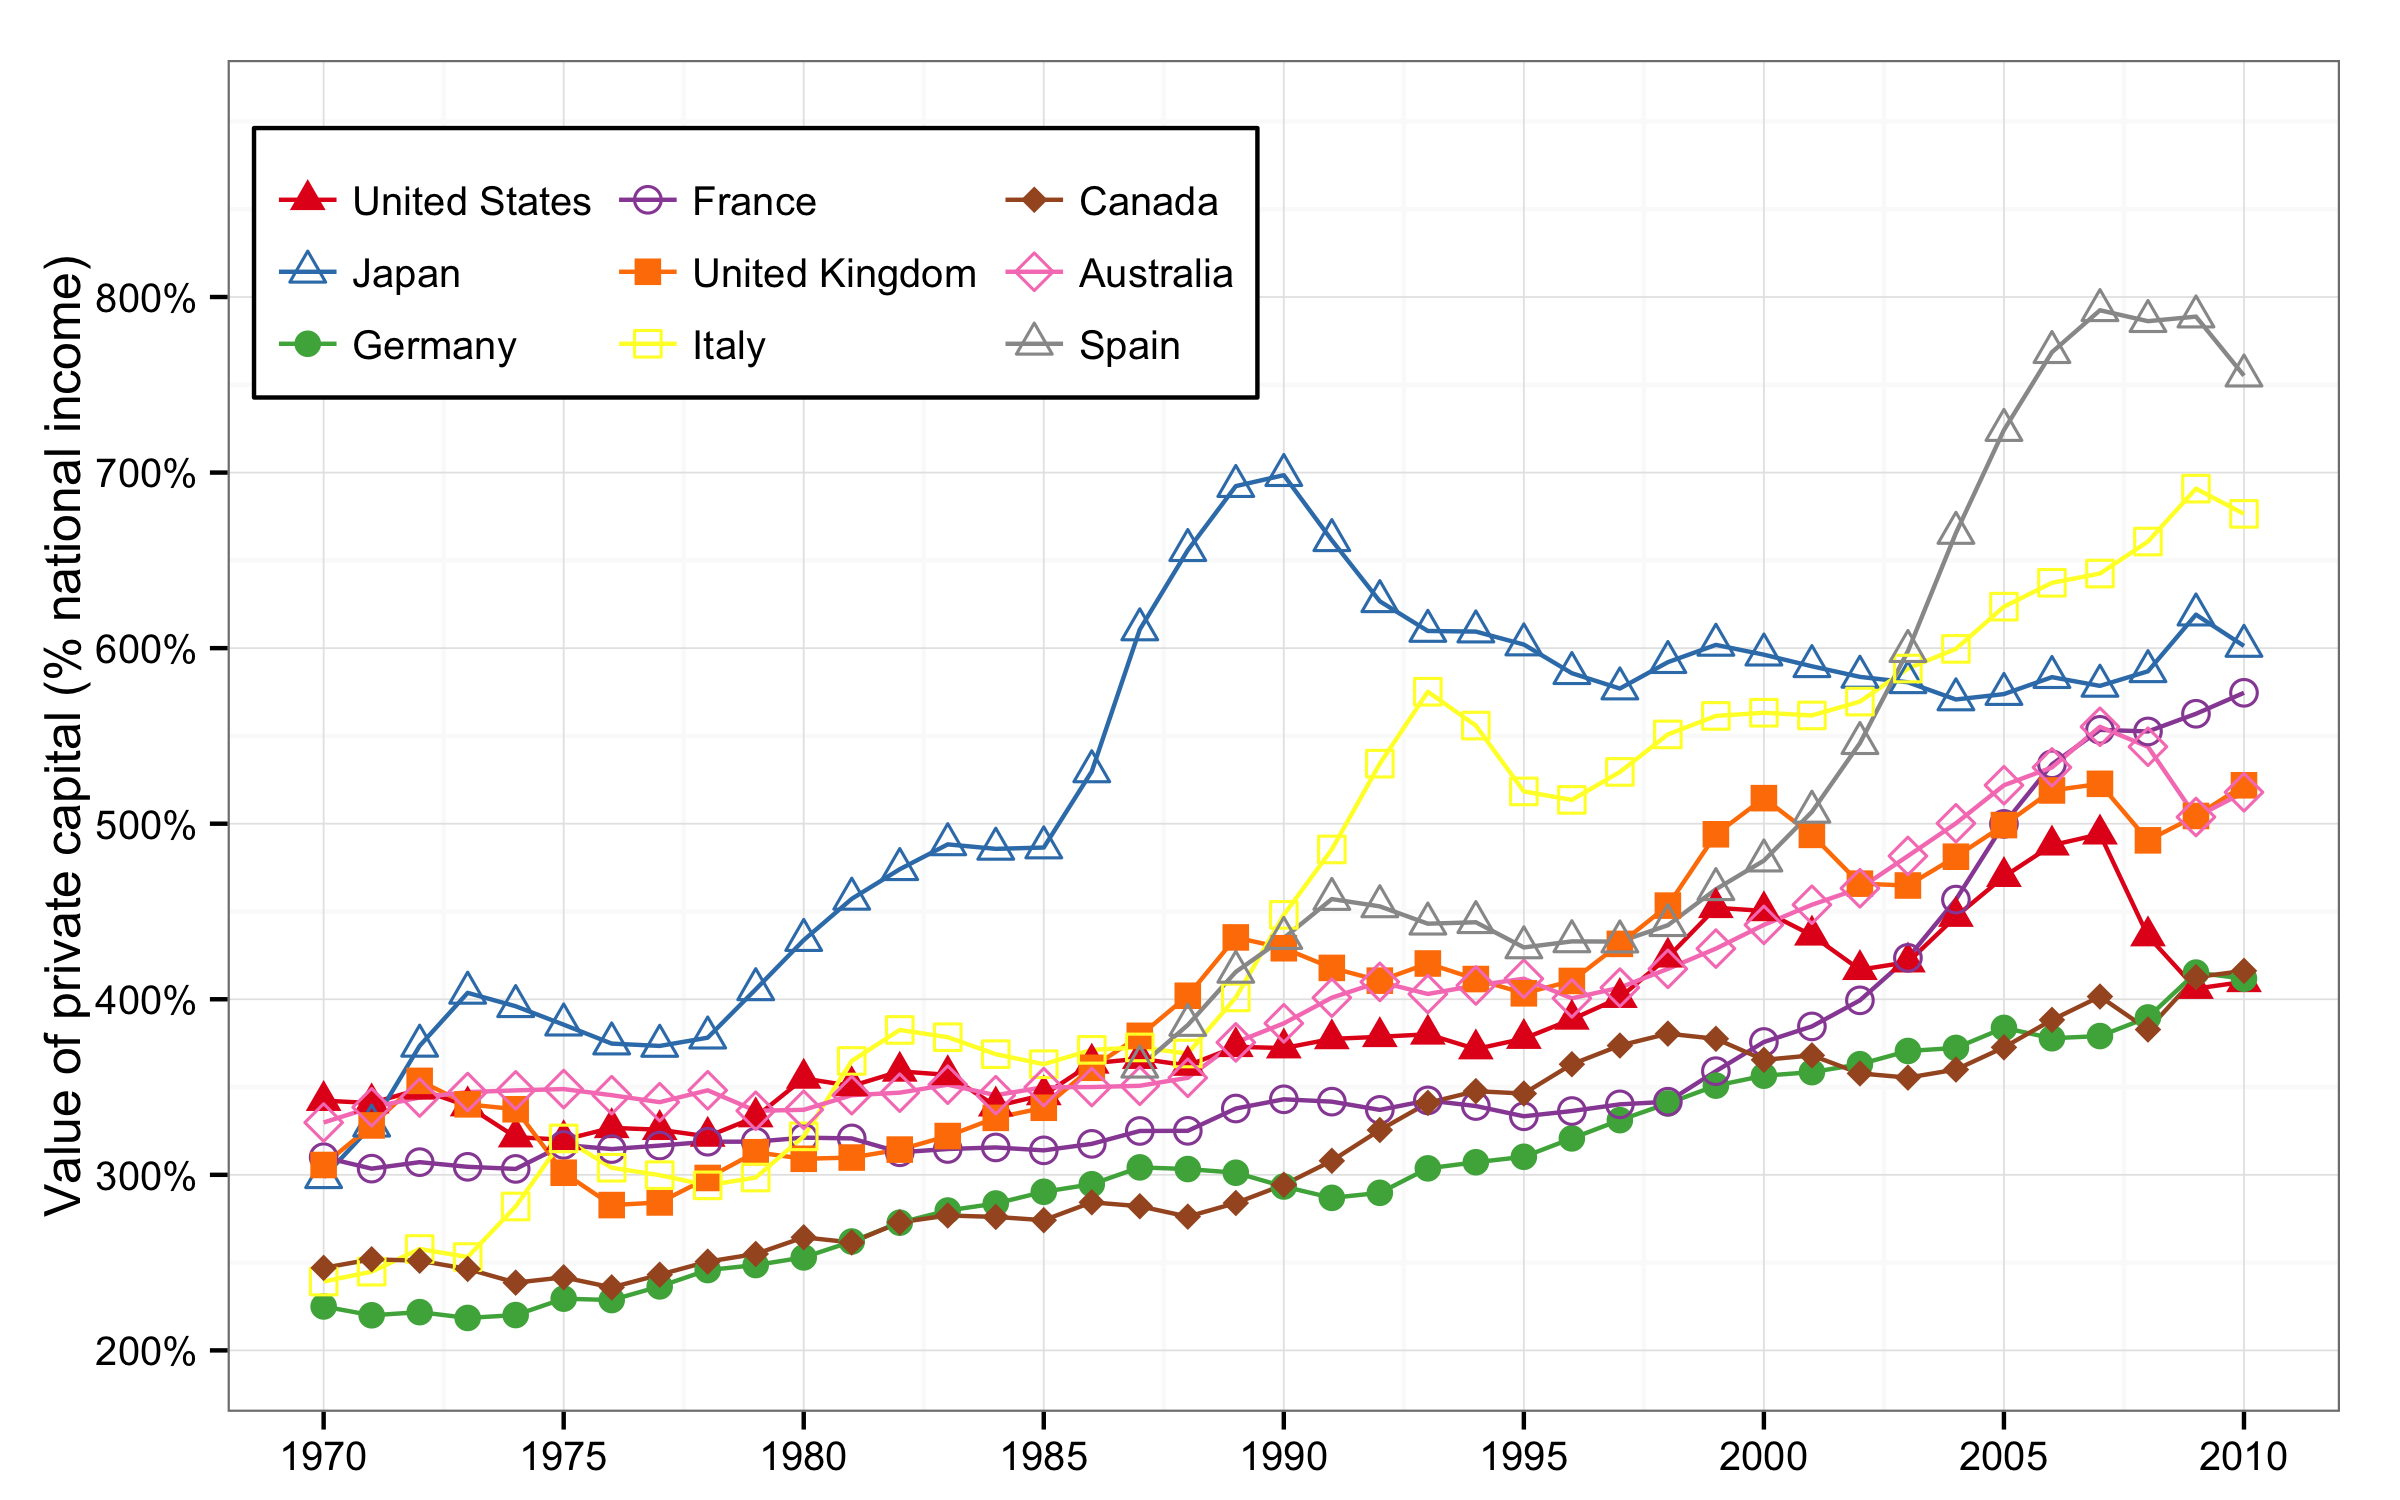 Value of private capital (% national income)
United States France Canada
Japan United Kingdom Australia
Germany Italy Spain
800%
700%
600%
500%
400%
300%
200%
1970 1975 1980 1985 1990 1995 2000 2005 2010